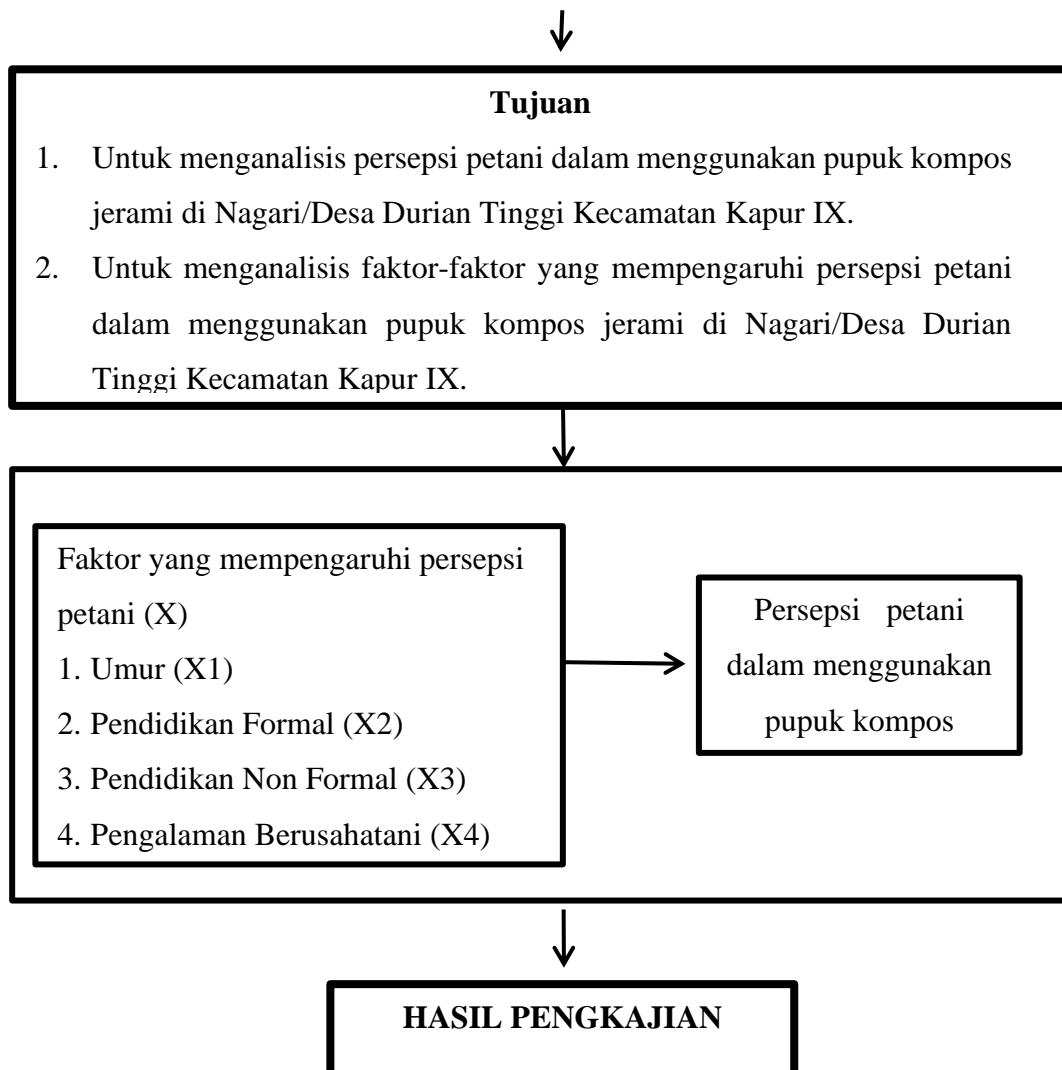 Tujuan
1. Untuk menganalisis persepsi petani dalam menggunakan pupuk kompos
jerami di Nagari/Desa Durian Tinggi Kecamatan Kapur IX.
2. Untuk menganalisis faktor-faktor yang mempengaruhi persepsi petani
dalam menggunakan pupuk kompos jerami di Nagari/Desa Durian
Tinggi Kecamatan Kapur IX.
Faktor yang mempengaruhi persepsi
petani (X)
1. Umur (X1)
2. Pendidikan Formal (X2)
3. Pendidikan Non Formal (X3)
4. Pengalaman Berusahatani (X4)
Persepsi petani
dalam menggunakan
pupuk kompos
HASIL PENGKAJIAN